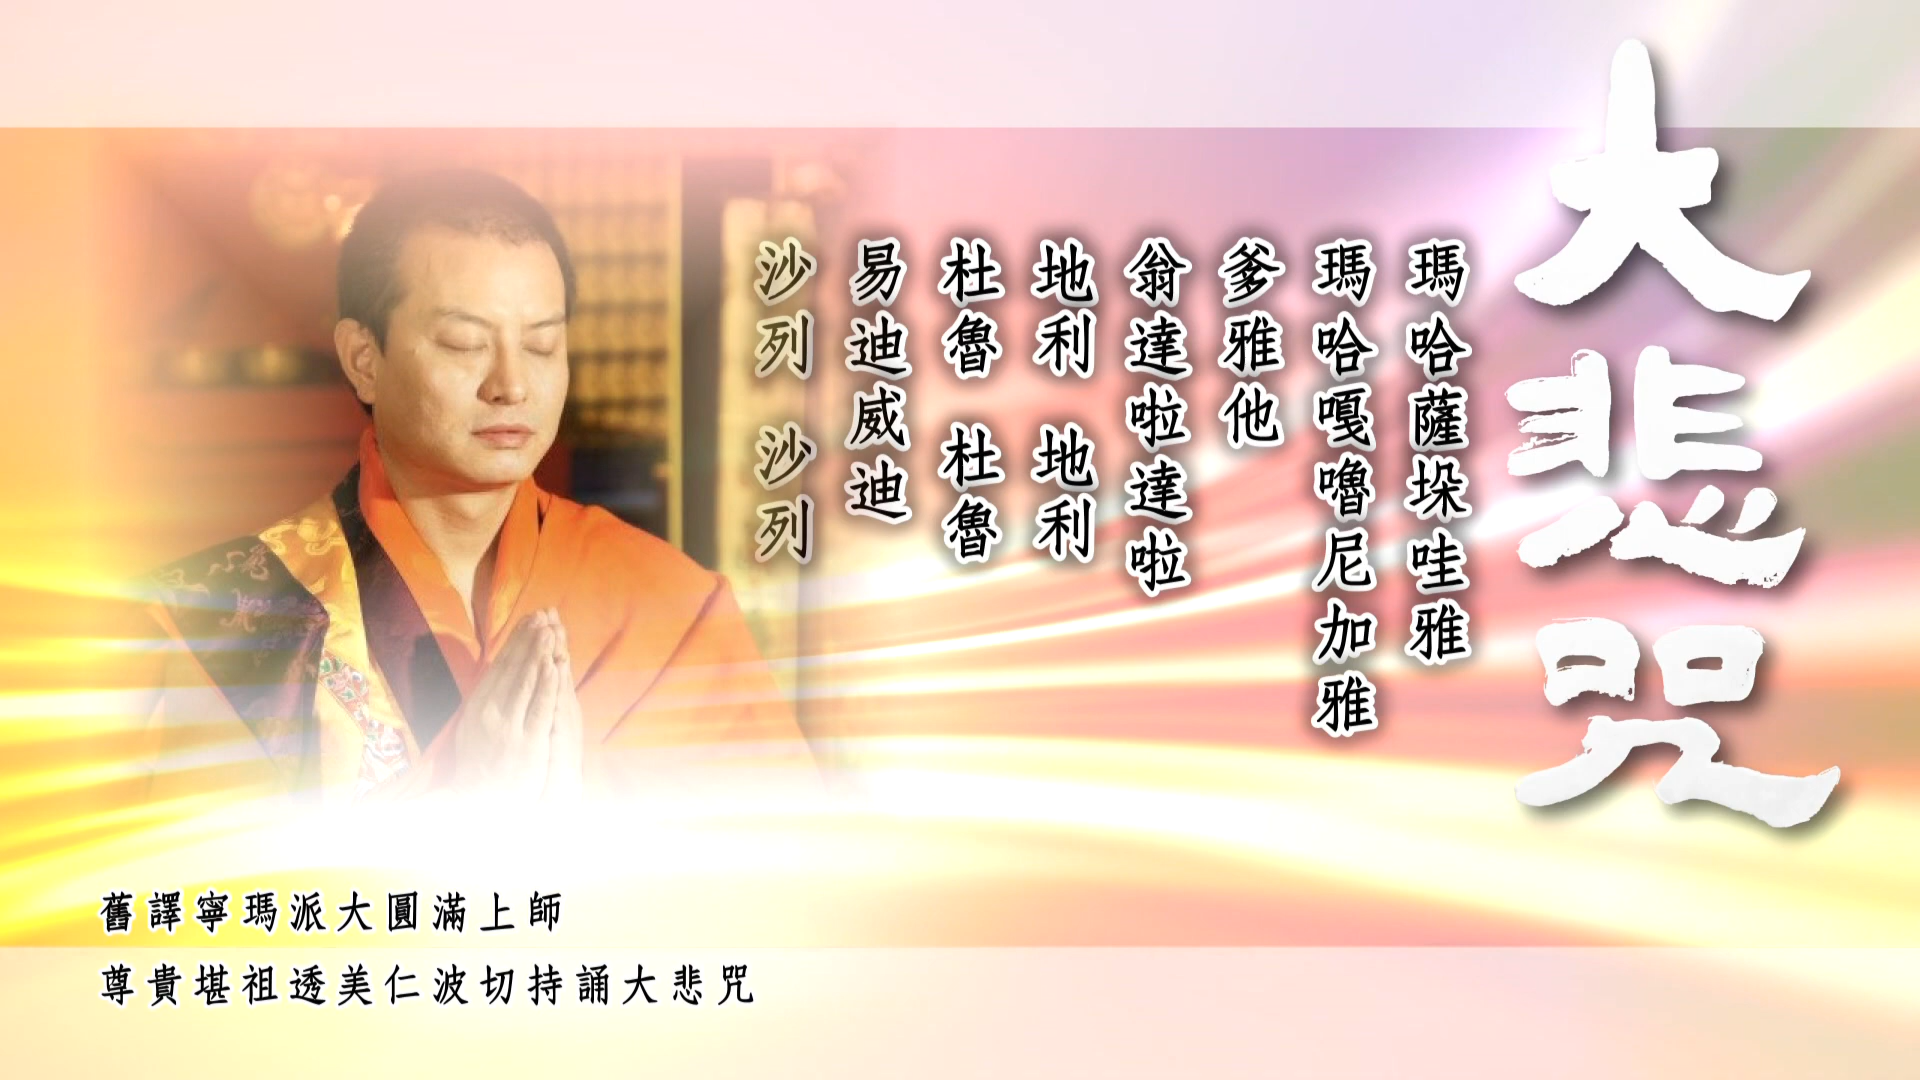 大悲咒
瑪哈薩垛哇雅
瑪哈嘎嚕尼加雅
爹雅他
翁達啦達啦
地利 地利
杜魯 杜魯
易迪威迪
沙列 沙列
舊譯寧瑪派大圓滿上師
尊貴堪祖透美仁波切持誦大悲咒